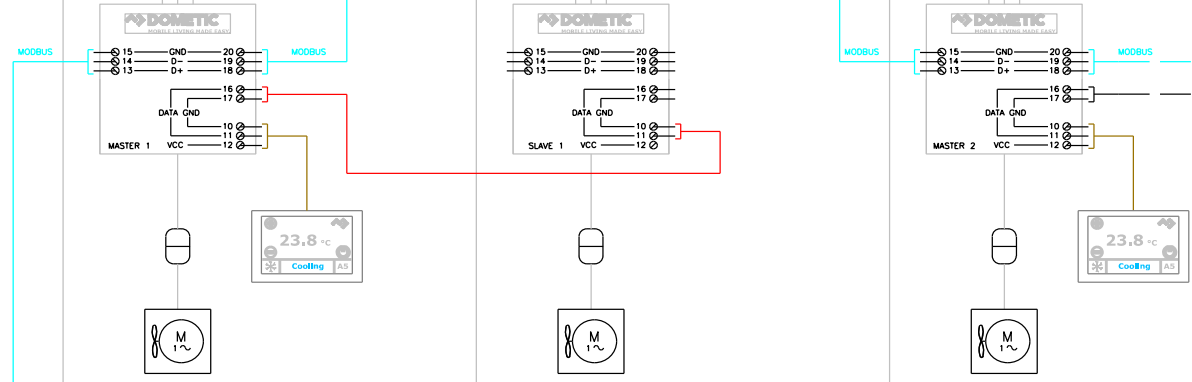 DOMETIC
MOBILE LIVING MADE EASY
MODBUS
15 GND 20
14 D- 19
13 D+ 18
MODBUS
16
17
DATA GND
10
11
MASTER 1 VCC 12
23.8 °C
Cooling A5
M
1~
DOMETIC
MOBILE LIVING MADE EASY
15 GND 20
14 D- 19
13 D+ 18
16
17
DATA GND
10
11
SLAVE 1 VCC 12
M
1~
DOMETIC
MOBILE LIVING MADE EASY
MODBUS
15 GND 20
14 D- 19
13 D+ 18
MODBUS
16
17
DATA GND
10
11
MASTER 2 VCC 12
23.8 °C
Cooling A5
M
1~